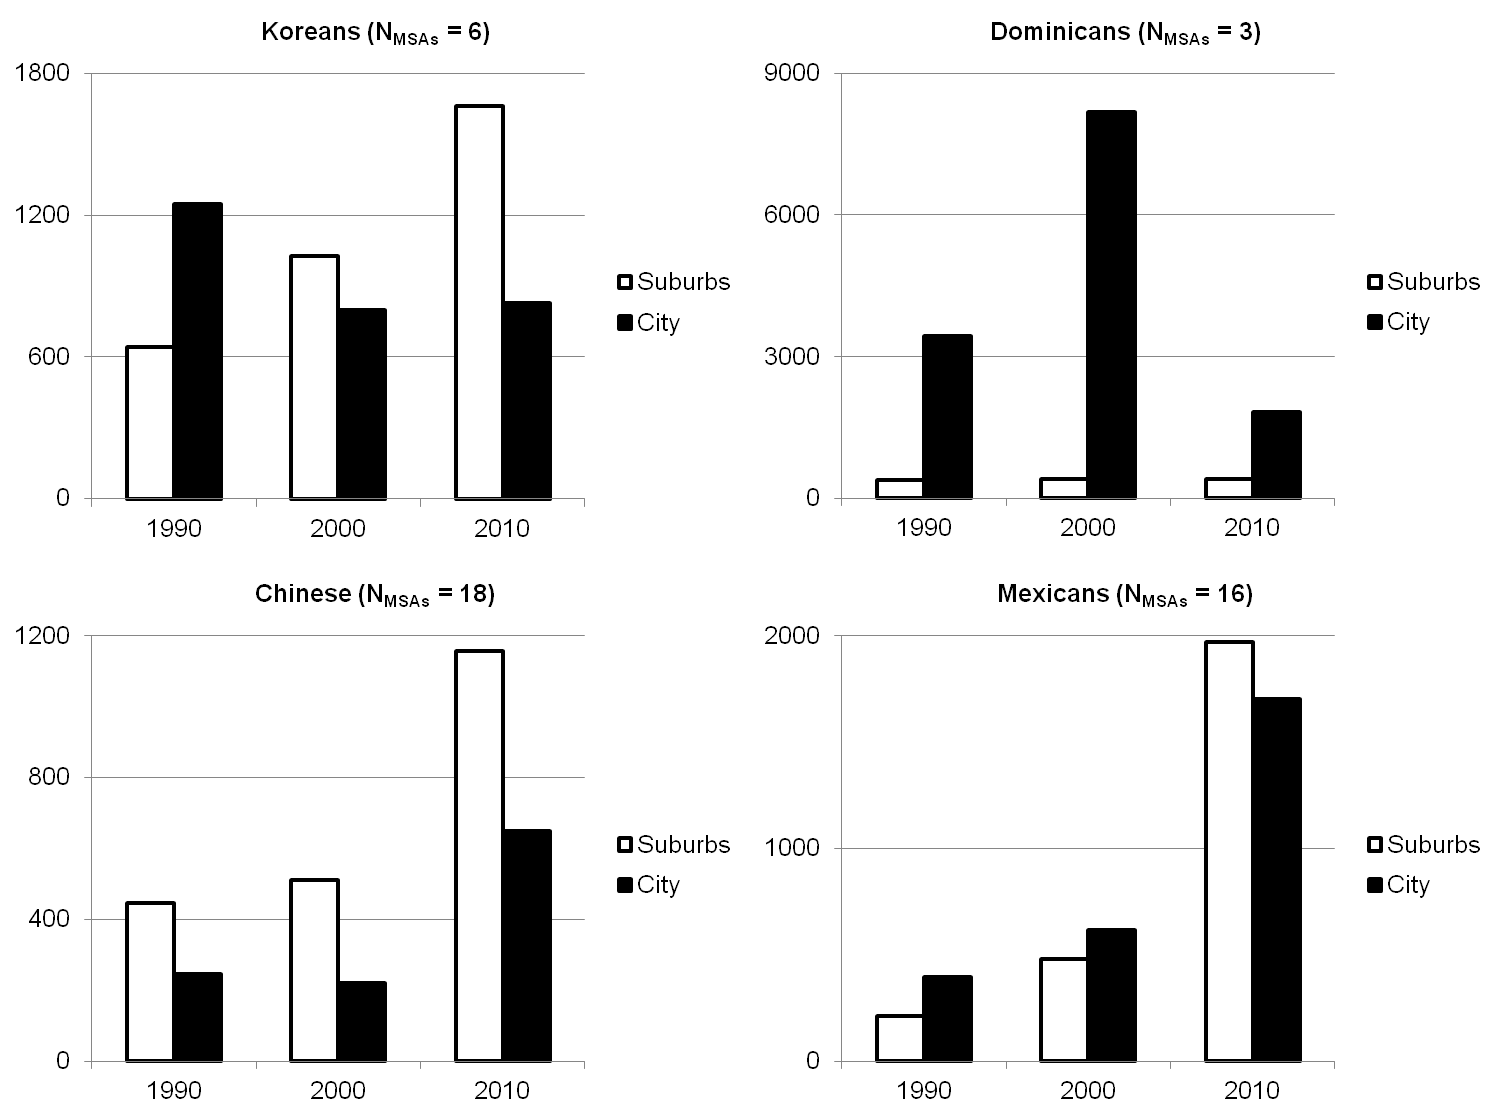 Koreans (NMSAs = 6)
1800
1200
600
0
1990 2000 2010
Suburbs
City
Dominicans (NMSAs = 3)
9000
6000
3000
0
1990 2000 2010
Suburbs
City
Chinese (NMSAs = 18)
1200
800
400
0
1990 2000 2010
Suburbs
City
Mexicans (NMSAs = 16)
2000
1000
0
1990 2000 2010
Suburbs
City